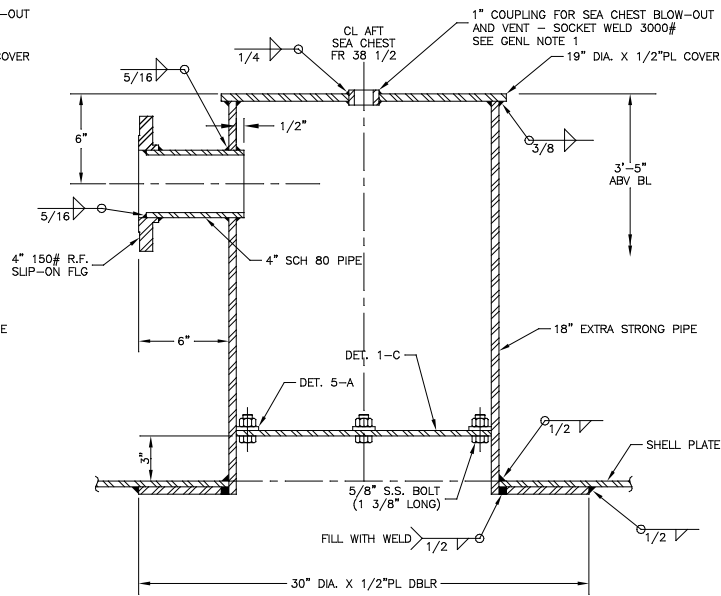 -OUT
OVER
E
CL AFT
SEA CHEST
FR 38 1/2
1" COUPLING FOR SEA CHEST BLOW-OUT
AND VENT - SOCKET WELD 3000#
SEE GENL NOTE 1
1/4
19" DIA. X 1/2"PL COVER
5/16
6"
1/2"
3/8
3'-5"
ABV BL
5/16
4" 150# R.F.
SLIP-ON FLG
4" SCH 80 PIPE
6"
18" EXTRA STRONG PIPE
DET. 1-C
DET. 5-A
1/2
SHELL PLATE
3"
5/8" S.S. BOLT
(1 3/8" LONG)
FILL WITH WELD
1/2
1/2
30" DIA. X 1/2"PL DBLR